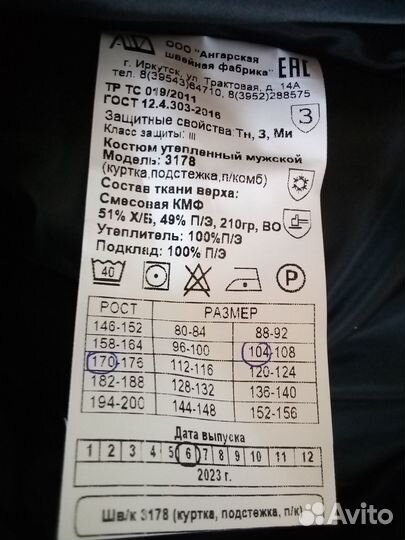 ООО "Ангарская
швейная фабрика"
ЕАС
г. Иркутск, ул. Трактовая, д. 14А
тел. 8(39543)64710, 8(3952)288575
ТР ТС 019/2011
ГОСТ 12.4.303-2016
Защитные свойства: Тн, З, Ми
З
Класс защиты: III
Костюм утепленный мужской
Модель: 3178
(куртка,подстежка,п/комб)
Состав ткани верха:
Смесовая КМФ
51% Х/Б, 49% П/Э, 210гр, ВО
Утеплитель: 100%П/Э
Подклад: 100% П/Э
40
P
РОСТ РАЗМЕР
146-152 80-84 88-92
158-164 96-100 104-108
170-176 112-116 120-124
182-188 128-132 136-140
194-200 144-148 152-156
Дата выпуска
1 2 3 4 5 6 7 8 9 10 11 12
2023 г.
Шв/к 3178 (куртка, подстежка, п/к)
Avito